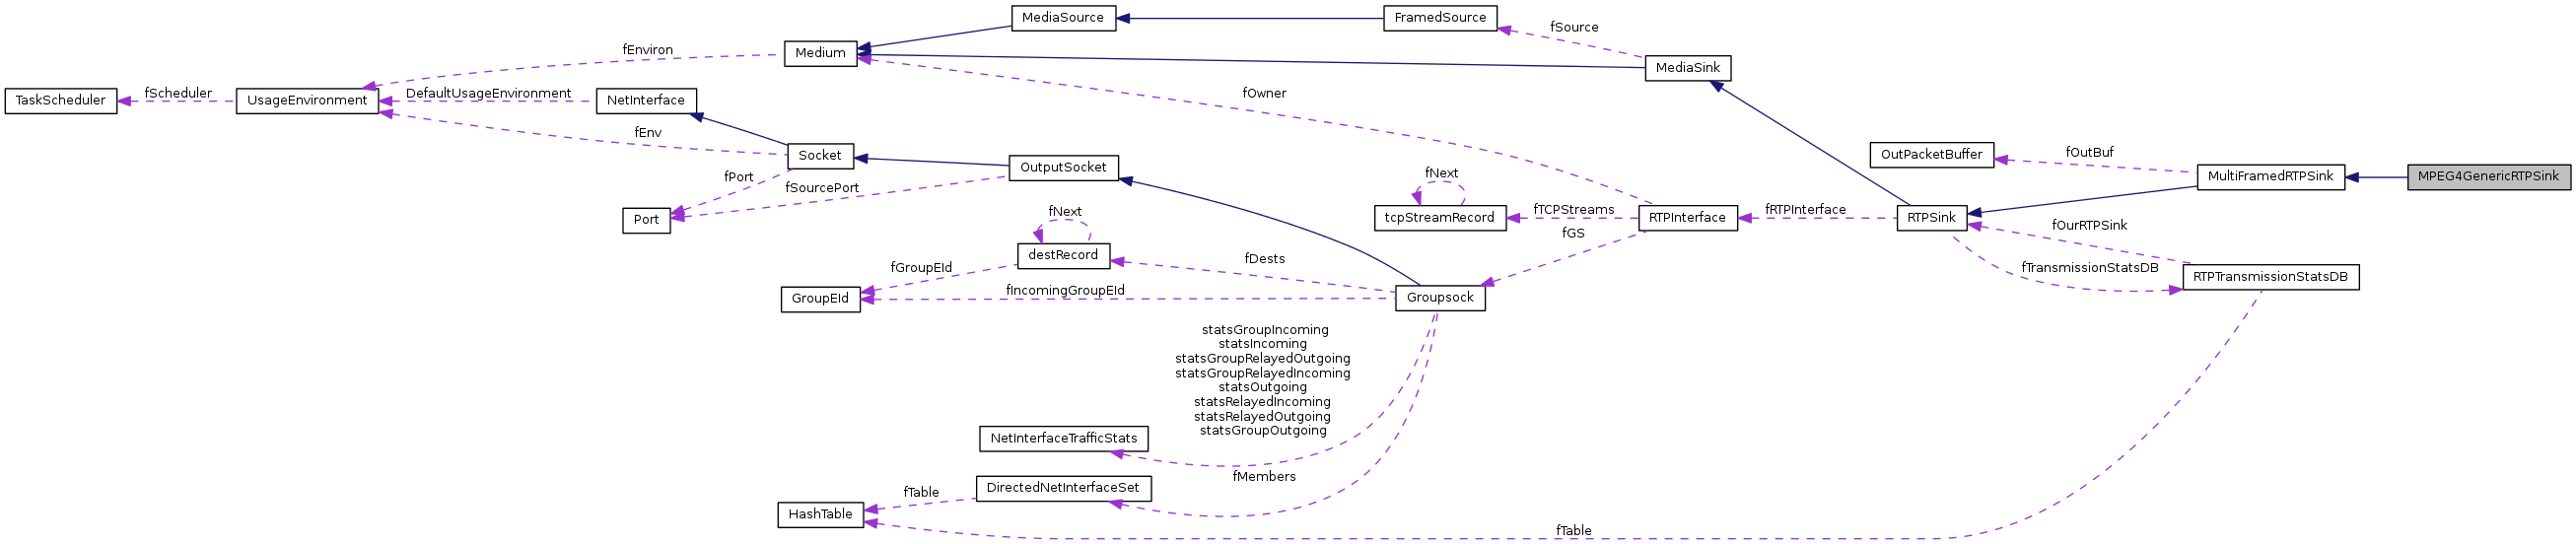 MediaSource
FramedSource
fSource
Medium
fEnviron
MediaSink
TaskScheduler
fScheduler
UsageEnvironment
DefaultUsageEnvironment
NetInterface
fOwner
fEnv
Socket
OutputSocket
OutPacketBuffer
fOutBuf
MultiFramedRTPSink
MPEG4GenericRTPSink
fPort
fSourcePort
fNext
Port
fNext
tcpStreamRecord
fTCPStreams
RTPInterface
fRTPInterface
RTPSink
fOurRTPSink
fGS
destRecord
fGroupEId
fDests
fTransmissionStatsDB
RTPTransmissionStatsDB
GroupEId
fIncomingGroupEId
Groupsock
statsGroupIncoming
statsIncoming
statsGroupRelayedOutgoing
statsGroupRelayedIncoming
statsOutgoing
statsRelayedIncoming
statsRelayedOutgoing
statsGroupOutgoing
NetInterfaceTrafficStats
fMembers
DirectedNetInterfaceSet
fTable
HashTable
fTable